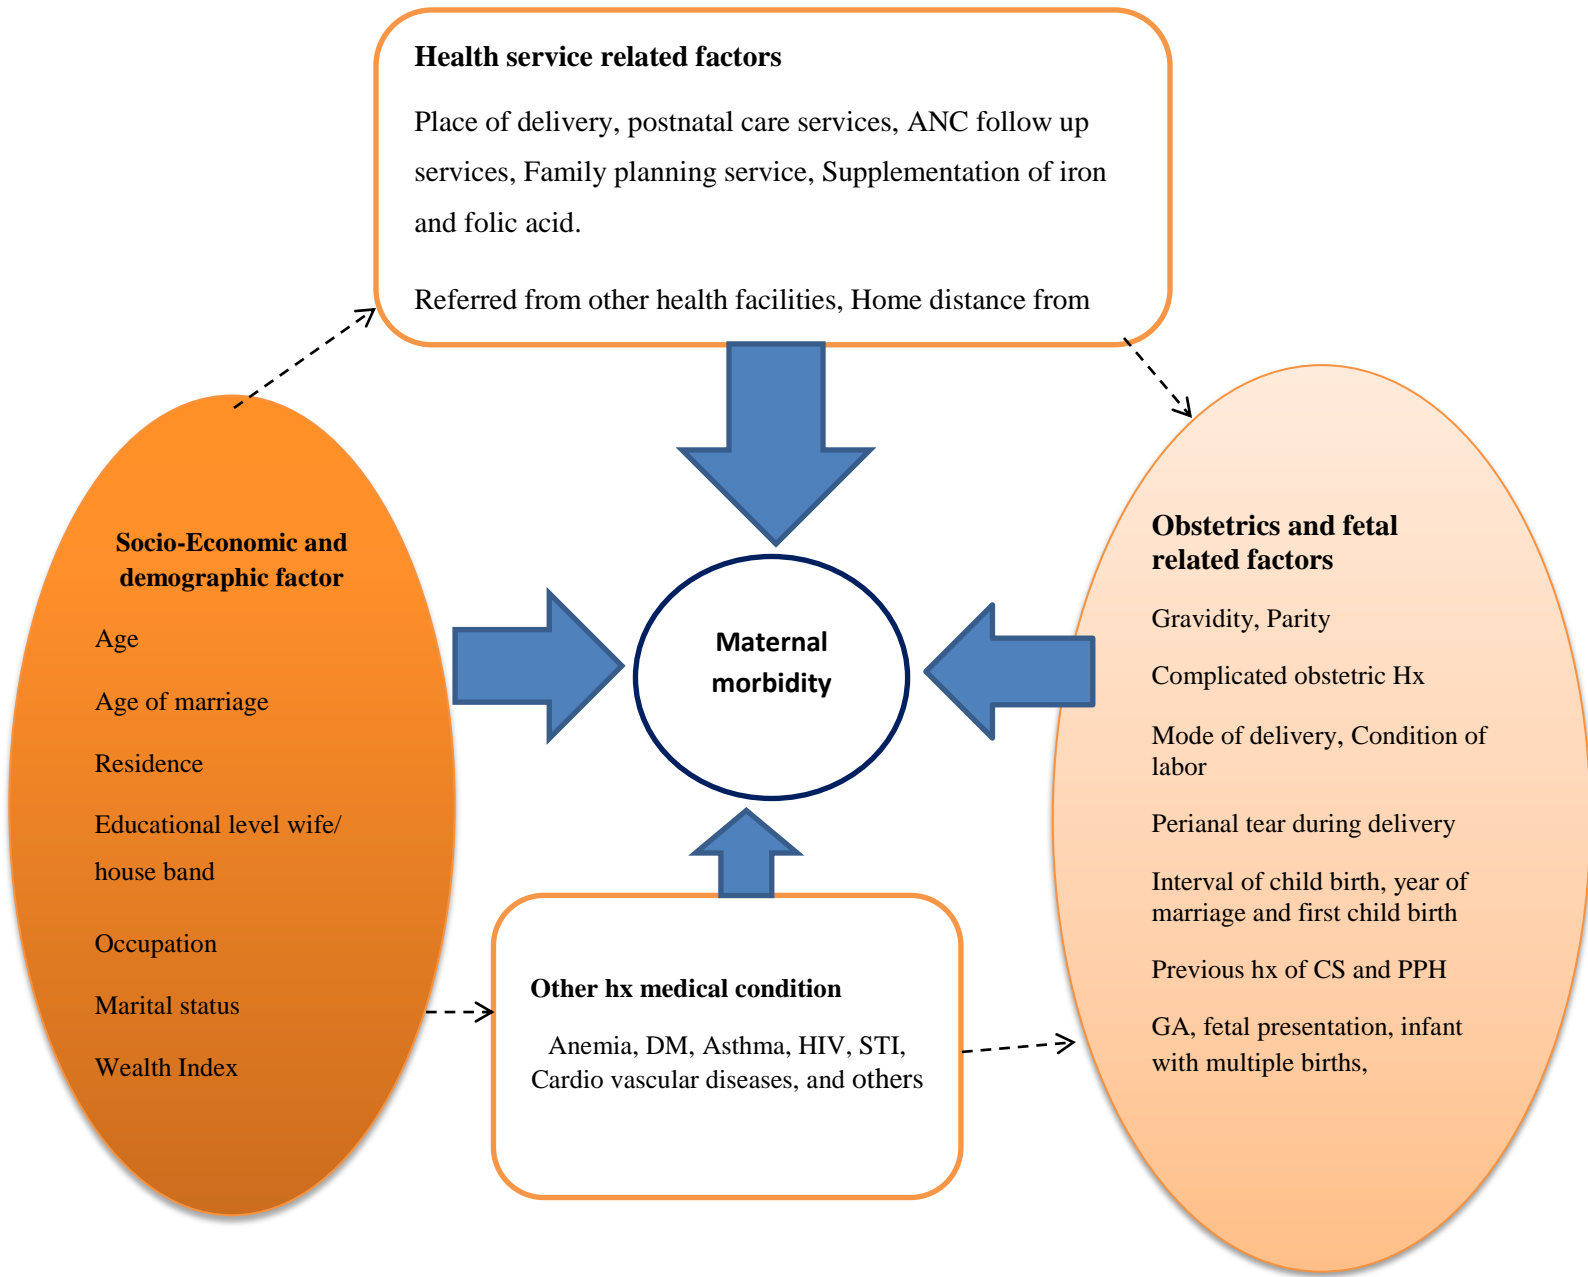 Health service related factors
Place of delivery, postnatal care services, ANC follow up
services, Family planning service, Supplementation of iron
and folic acid.
Referred from other health facilities, Home distance from
Socio-Economic and
demographic factor
Age
Age of marriage
Residence
Educational level wife/
house band
Occupation
Marital status
Wealth Index
Maternal
morbidity
Obstetrics and fetal
related factors
Gravidity, Parity
Complicated obstetric Hx
Mode of delivery, Condition of
labor
Perianal tear during delivery
Interval of child birth, year of
marriage and first child birth
Previous hx of CS and PPH
GA, fetal presentation, infant
with multiple births,
Other hx medical condition
Anemia, DM, Asthma, HIV, STI,
Cardio vascular diseases, and others